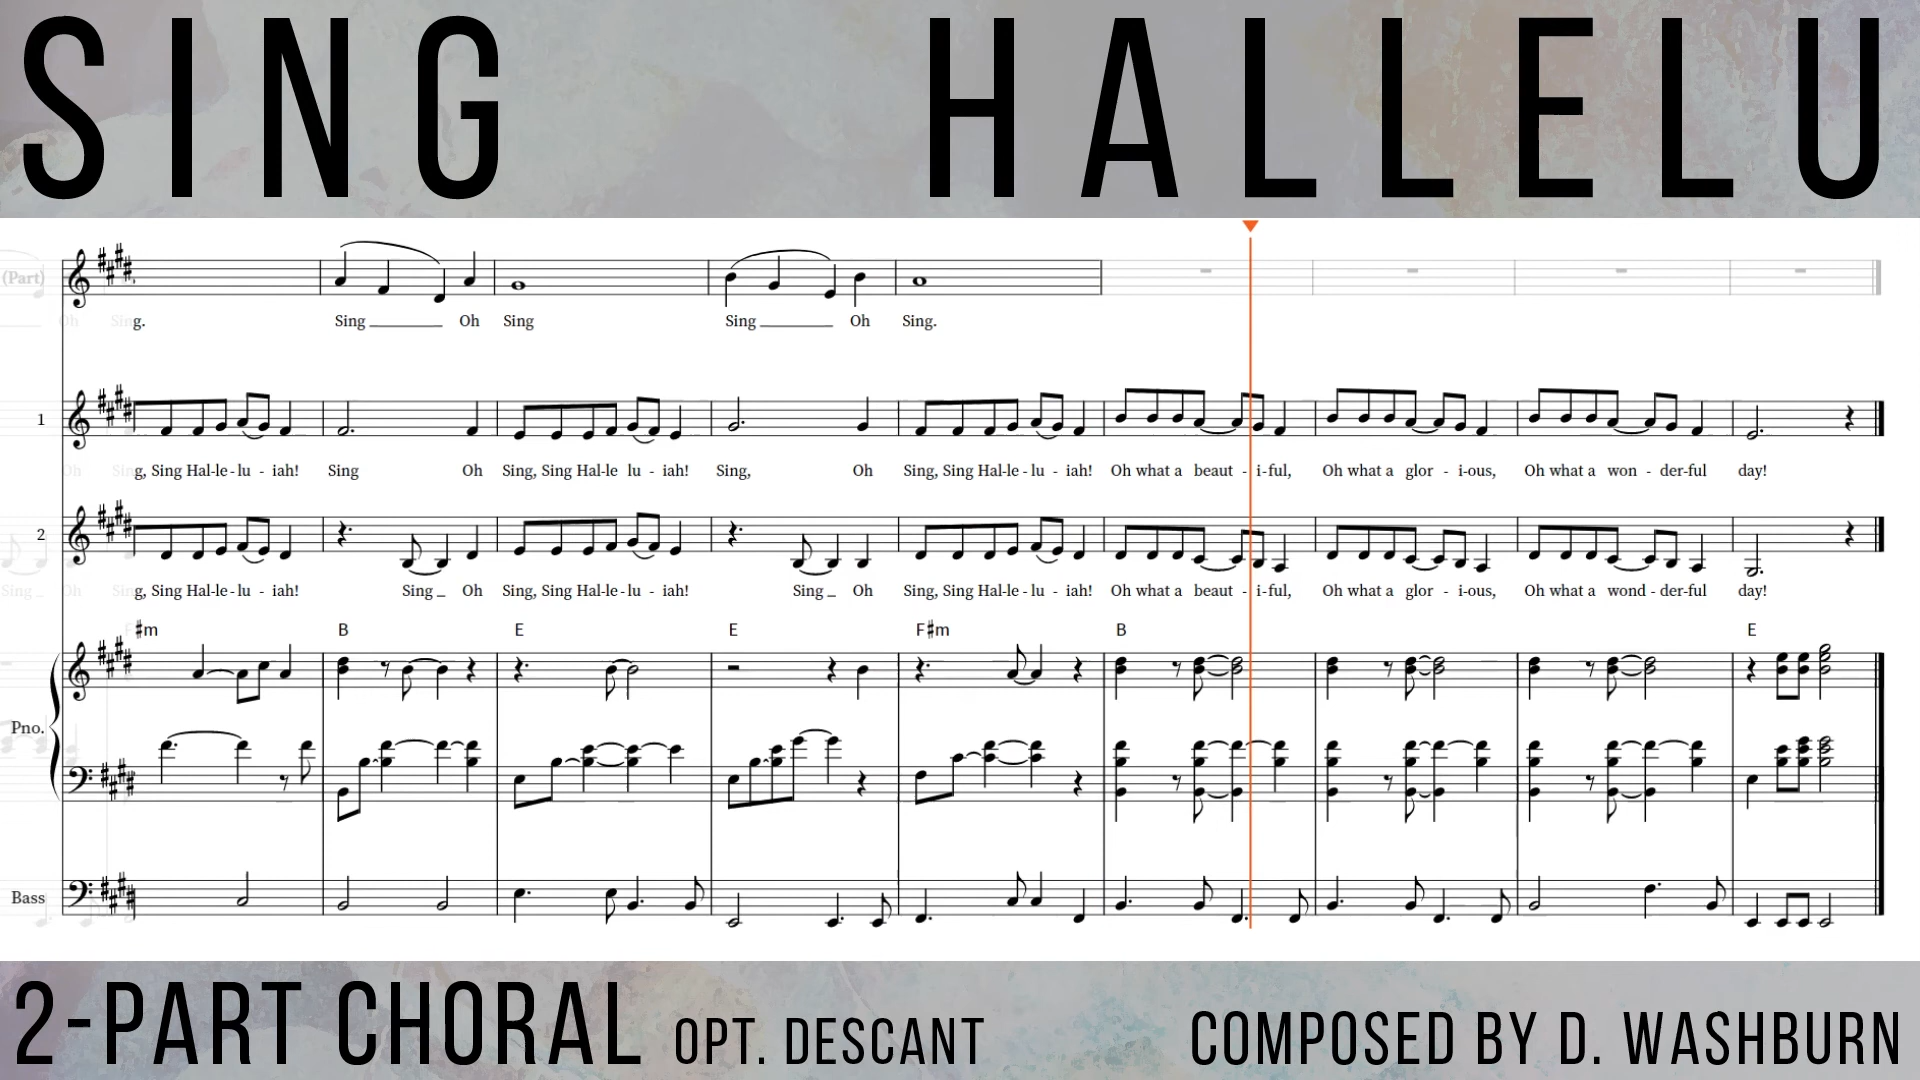 SING HALLELU
(Part)
Oh Sing. Sing Oh Sing Sing Oh Sing.
1
Oh Sing, Sing Hal-le-lu - iah! Sing Oh Sing, Sing Hal-le lu - iah! Sing, Oh Sing, Sing Hal-le-lu - iah! Oh what a beaut - i-ful, Oh what a glor - i-ous, Oh what a won - der-ful day!
2
Sing Oh Sing, Sing Hal-le-lu - iah! Sing Oh Sing, Sing Hal-le-lu - iah! Sing Oh Sing, Sing Hal-le-lu - iah! Oh what a beaut - i-ful, Oh what a glor - i-ous, Oh what a wond - der-ful day!
F#m B E E F#m B E
Pno.
Bass
2-PART CHORAL OPT. DESCANT COMPOSED BY D. WASHBURN